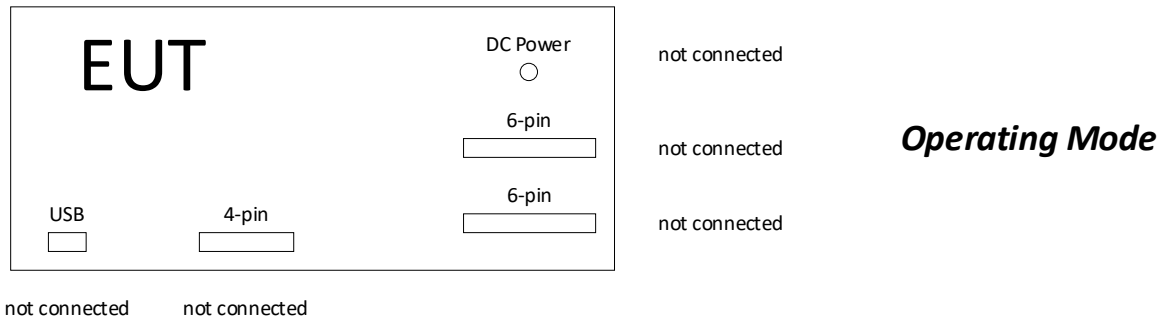 EUT
DC Power
not connected
6-pin
not connected
Operating Mode
6-pin
not connected
USB
4-pin
not connected
not connected